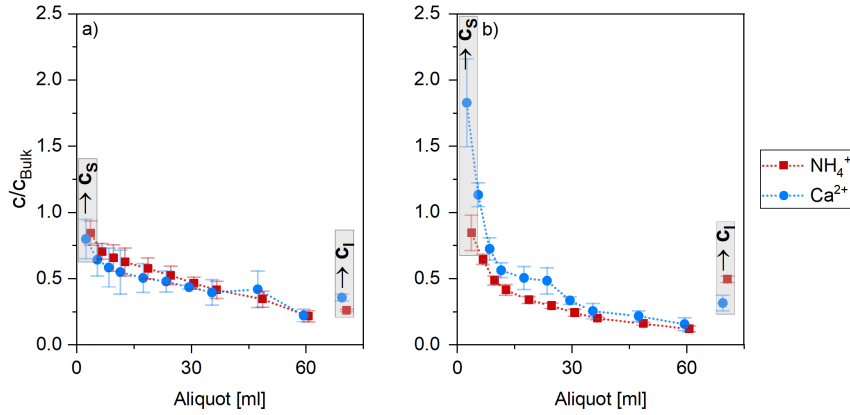 a)
b)
2.5
2.0
1.5
1.0
0.5
0.0
c/c_Bulk
→ c_S
→ c_I
0
30
60
Aliquot [ml]
2.5
2.0
1.5
1.0
0.5
0.0
→ c_S
→ c_I
0
30
60
Aliquot [ml]
NH₄⁺
Ca²⁺